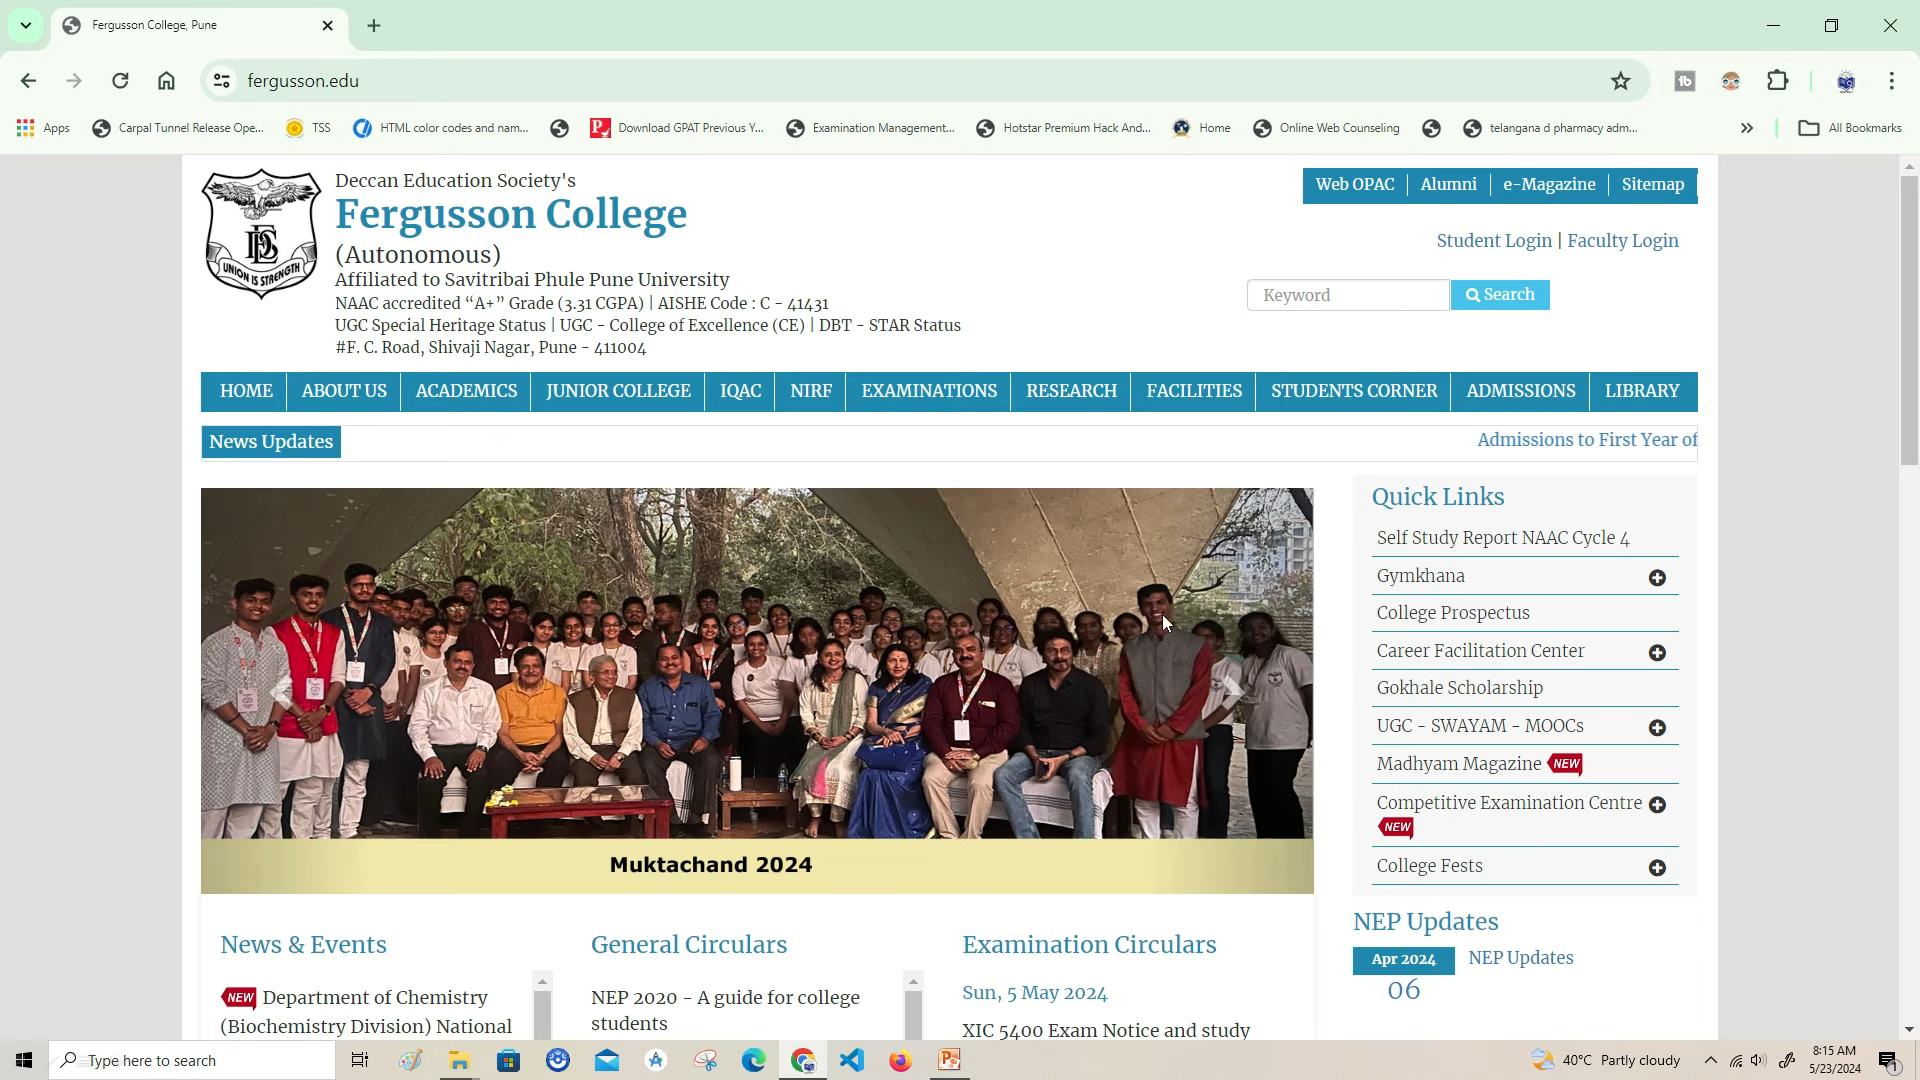 Fergusson College, Pune
fergusson.edu
Apps
Carpal Tunnel Release Ope...
TSS
HTML color codes and nam...
Download GPAT Previous Y...
Examination Management...
Hotstar Premium Hack And...
Home
Online Web Counseling
telangana d pharmacy adm...
All Bookmarks
Deccan Education Society's
Fergusson College
(Autonomous)
Affiliated to Savitribai Phule Pune University
NAAC accredited “A+” Grade (3.31 CGPA) | AISHE Code : C - 41431
UGC Special Heritage Status | UGC - College of Excellence (CE) | DBT - STAR Status
#F. C. Road, Shivaji Nagar, Pune - 411004
UNION IS STRENGTH
Web OPAC
Alumni
e-Magazine
Sitemap
Student Login | Faculty Login
Keyword
Search
HOME
ABOUT US
ACADEMICS
JUNIOR COLLEGE
IQAC
NIRF
EXAMINATIONS
RESEARCH
FACILITIES
STUDENTS CORNER
ADMISSIONS
LIBRARY
News Updates
Admissions to First Year of
Muktachand 2024
Quick Links
Self Study Report NAAC Cycle 4
Gymkhana
College Prospectus
Career Facilitation Center
Gokhale Scholarship
UGC - SWAYAM - MOOCs
Madhyam Magazine NEW
Competitive Examination Centre
NEW
College Fests
NEP Updates
Apr 2024
06
NEP Updates
News & Events
NEW Department of Chemistry
(Biochemistry Division) National
General Circulars
NEP 2020 - A guide for college
students
Examination Circulars
Sun, 5 May 2024
XIC 5400 Exam Notice and study
Type here to search
40°C Partly cloudy
8:15 AM
5/23/2024
1